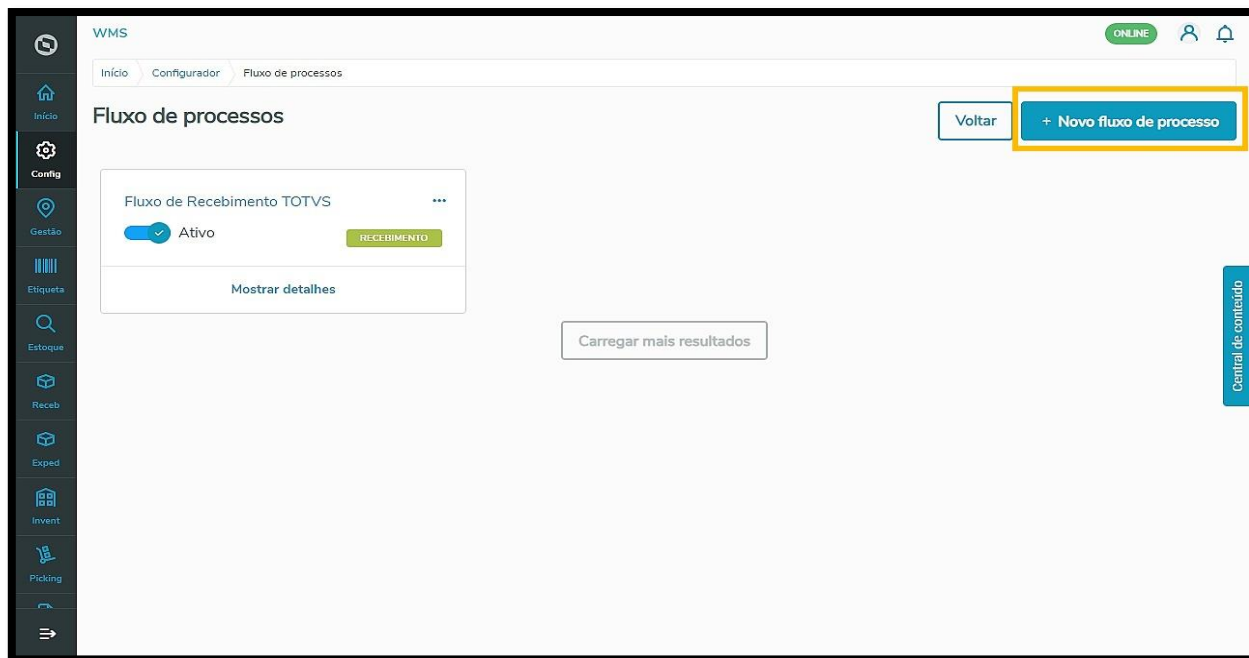 WMS
ONLINE
Início Configurador Fluxo de processos
Fluxo de processos
Voltar
+ Novo fluxo de processo
Início
Config
Gestão
Etiqueta
Estoque
Receb
Exped
Invent
Picking
Fluxo de Recebimento TOTVS
Ativo
RECEBIMENTO
Mostrar detalhes
Carregar mais resultados
Central de conteúdo